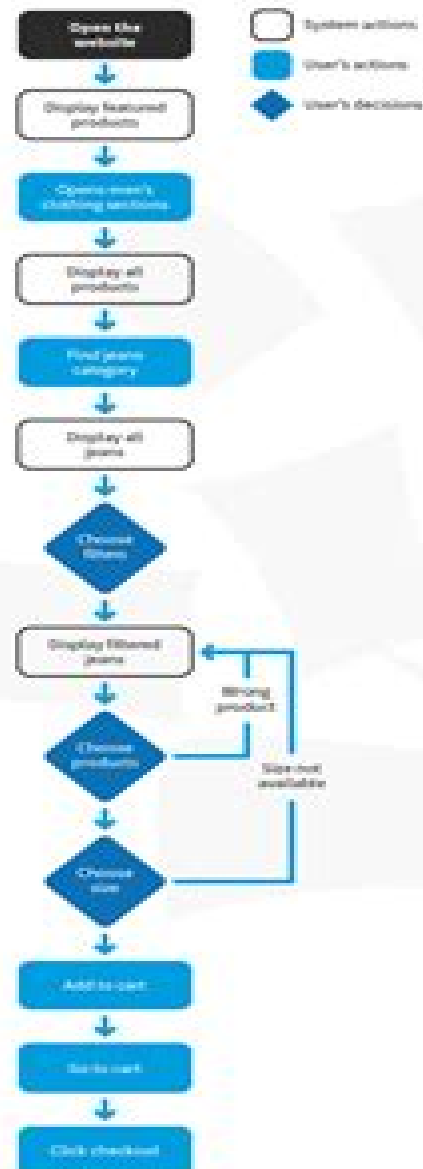 Open the
website
System actions
User's actions
User's decisions
Display featured
products
Opens men's
clothing sections
Display all
products
Find jeans
category
Display all
jeans
Choose
filters
Display filtered
jeans
Wrong
product
Choose
products
Size not
available
Choose
size
Add to cart
Go to cart
Click checkout